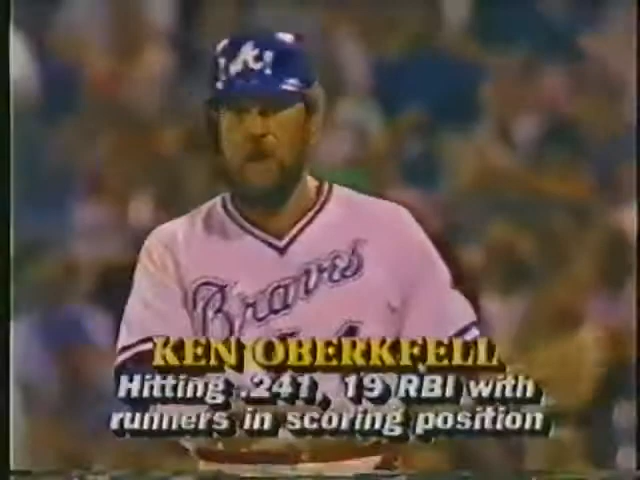 A
Braves
KEN OBERKFELL
Hitting .241, 19 RBI with
runners in scoring position